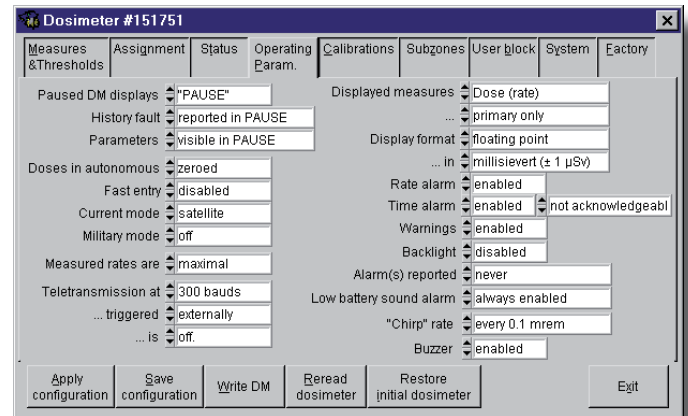 Dosimeter #151751
Measures &Thresholds
Assignment
Status
Operating Param.
Calibrations
Subzones
User block
System
Factory
Paused DM displays "PAUSE"
History fault reported in PAUSE
Parameters visible in PAUSE
Doses in autonomous zeroed
Fast entry disabled
Current mode satellite
Military mode off
Measured rates are maximal
Teletransmission at 300 bauds
... triggered externally
... is off.
Displayed measures Dose (rate)
... primary only
Display format floating point
... in millisievert (± 1 µSv)
Rate alarm enabled
Time alarm enabled not acknowledgeabl
Warnings enabled
Backlight disabled
Alarm(s) reported never
Low battery sound alarm always enabled
"Chirp" rate every 0.1 mrem
Buzzer enabled
Apply configuration
Save configuration
Write DM
Reread dosimeter
Restore initial dosimeter
Exit